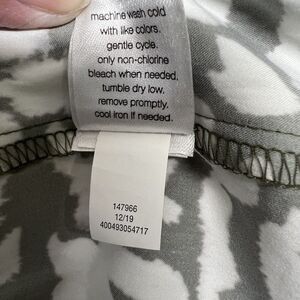 machine wash cold
with like colors.
gentle cycle.
only non-chlorine
bleach when needed.
tumble dry low.
remove promptly.
cool iron if needed.
147966
12/19
400493054717